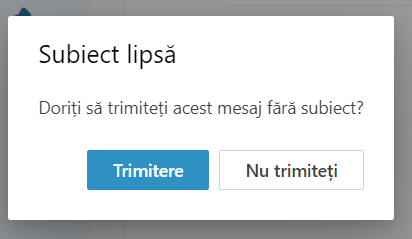 Subiect lipsă
Doriți să trimiteți acest mesaj fără subiect?
Trimitere
Nu trimiteți